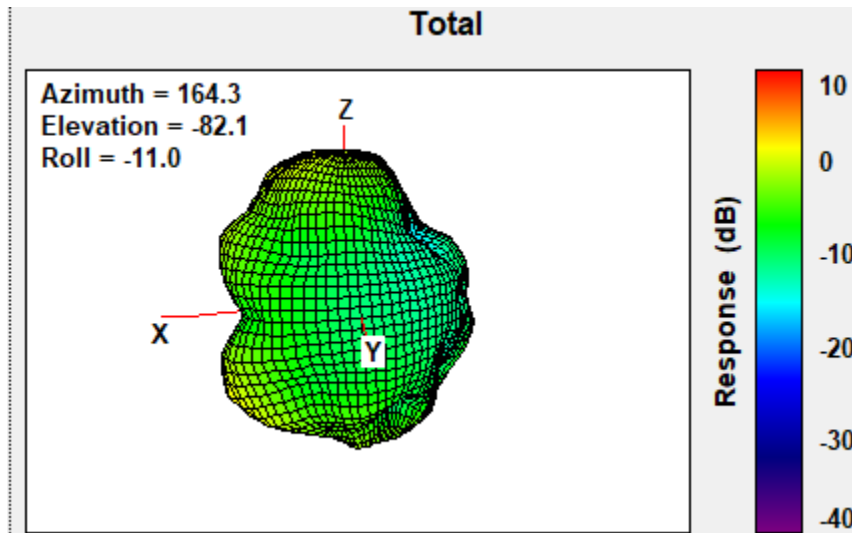 Total
Azimuth = 164.3
Elevation = -82.1
Roll = -11.0
Z
X
Y
Response (dB)
10
0
-10
-20
-30
-40